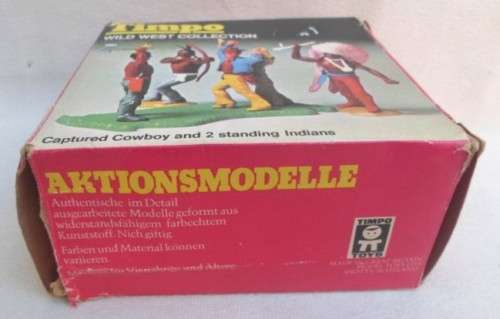 Timpo
WILD WEST COLLECTION
Captured Cowboy and 2 standing Indians
AKTIONSMODELLE
Authentische im Detail
ausgearbeitete Modelle geformt aus
widerstandsfähigem farbechtem
Kunststoff. Nich giftig.
Farben und Material können
variieren.
TIMPO
TOYS